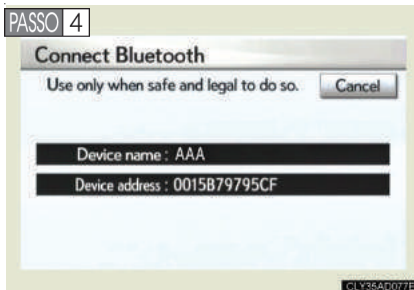 PASSO 4
Connect Bluetooth
Use only when safe and legal to do so. Cancel
Device name : AAA
Device address : 0015B79795CF
CLY35AD077P